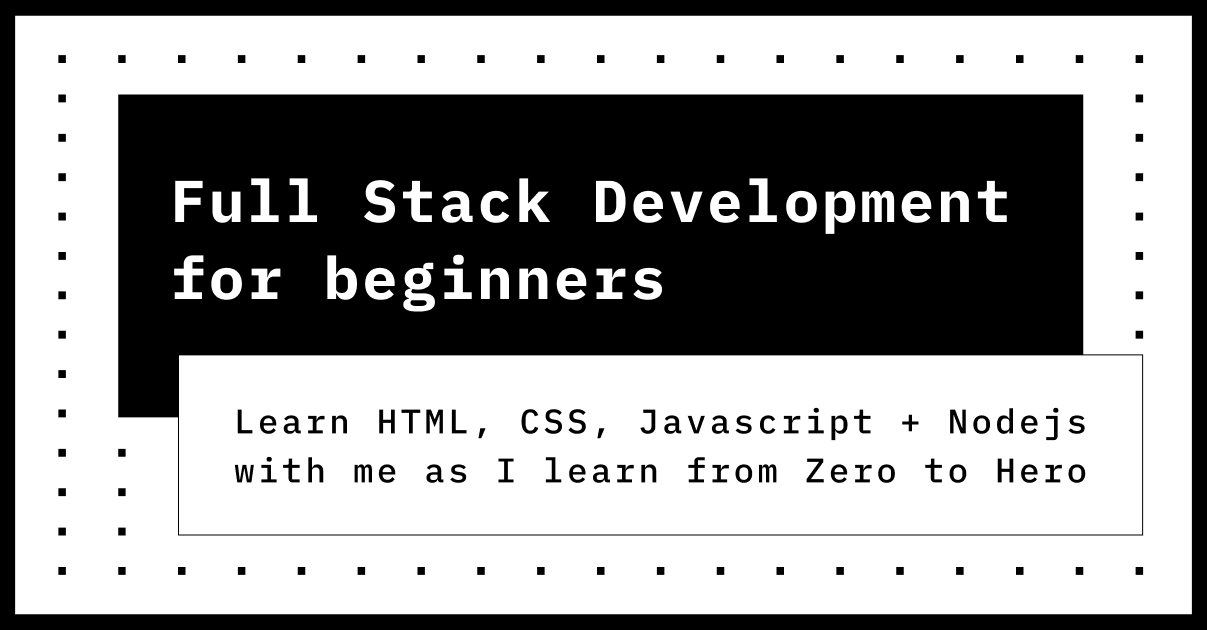 Full Stack Development
for beginners
Learn HTML, CSS, Javascript + Nodejs
with me as I learn from Zero to Hero